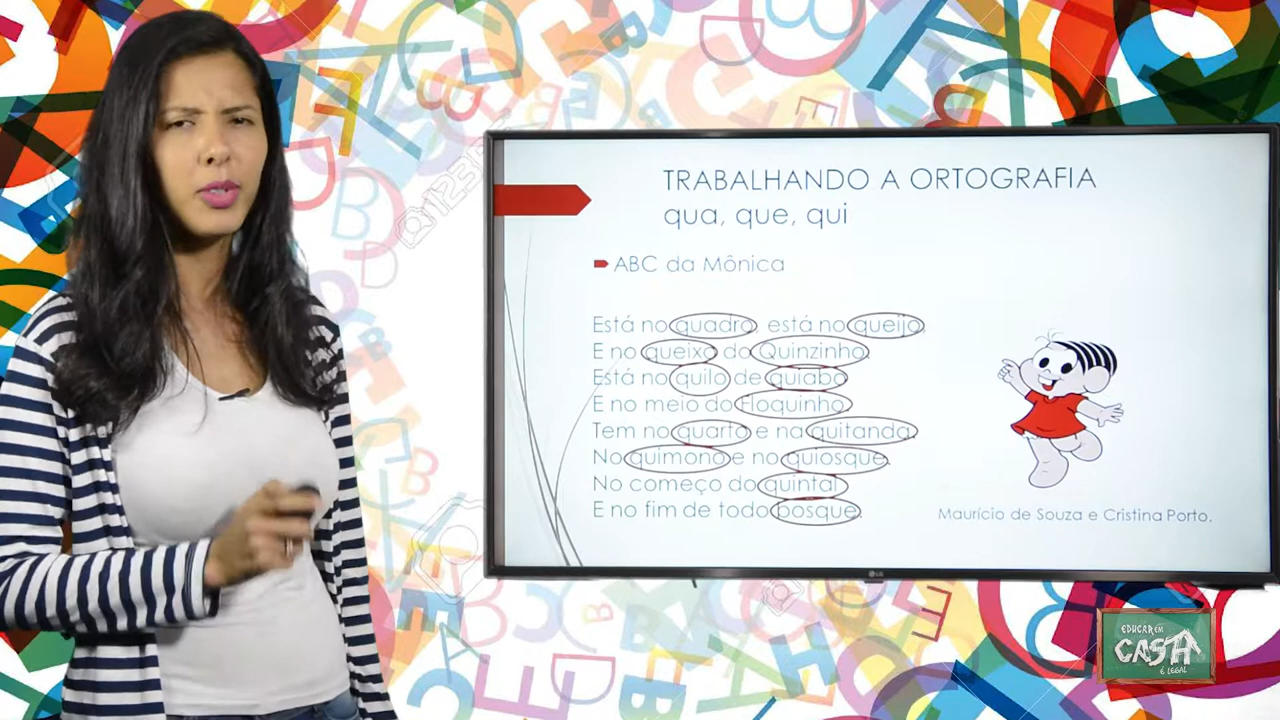 TRABALHANDO A ORTOGRAFIA
qua, que, qui
ABC da Mônica
Está no quadro, está no queijo,
E no queixo do Quinzinho.
Está no quilo de quiabo
E no meio do Floquinho.
Tem no quarto e na quitanda,
No quimono e no quiosque,
No começo do quintal
E no fim de todo bosque.
Maurício de Souza e Cristina Porto.
LG
EDUCAR EM
CASA
É LEGAL